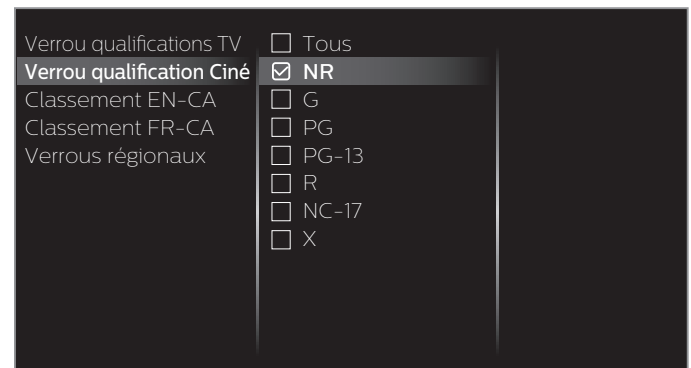 Verrou qualifications TV
Verrou qualification Ciné
Classement EN-CA
Classement FR-CA
Verrous régionaux
Tous
NR
G
PG
PG-13
R
NC-17
X